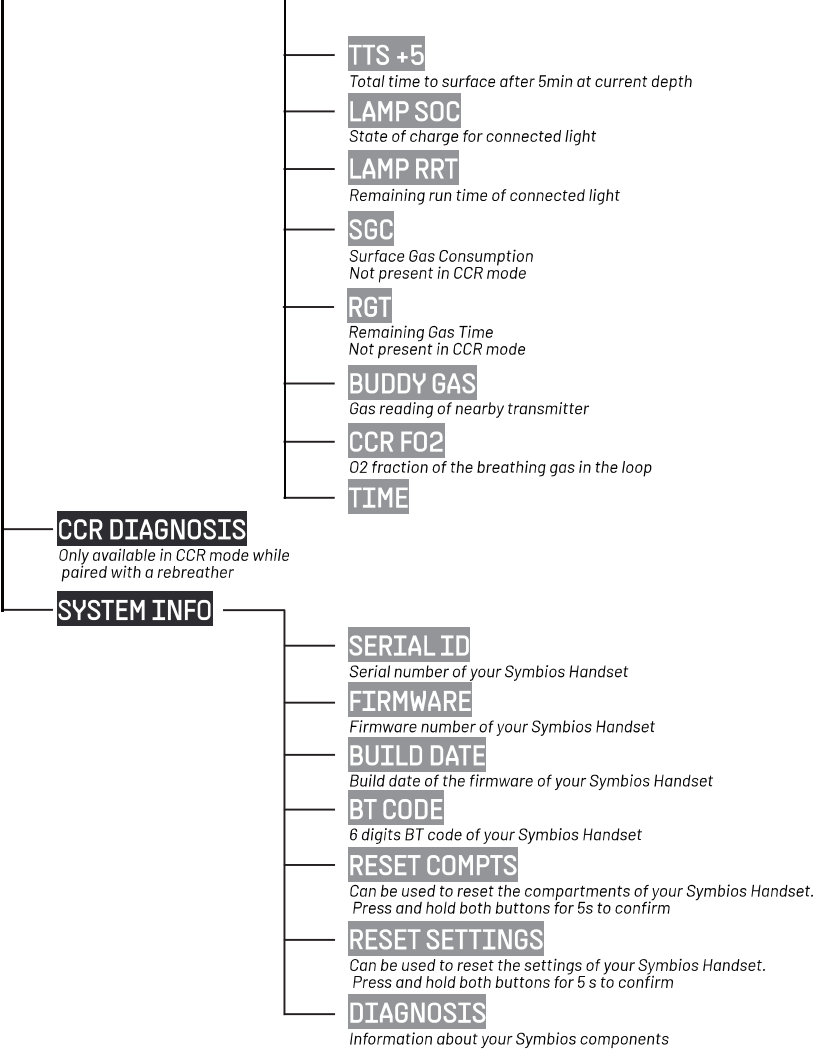 TTS +5
Total time to surface after 5min at current depth
LAMP SOC
State of charge for connected light
LAMP RRT
Remaining run time of connected light
SGC
Surface Gas Consumption
Not present in CCR mode
RGT
Remaining Gas Time
Not present in CCR mode
BUDDY GAS
Gas reading of nearby transmitter
CCR FO2
O2 fraction of the breathing gas in the loop
TIME
CCR DIAGNOSIS
Only available in CCR mode while
paired with a rebreather
SYSTEM INFO
SERIAL ID
Serial number of your Symbios Handset
FIRMWARE
Firmware number of your Symbios Handset
BUILD DATE
Build date of the firmware of your Symbios Handset
BT CODE
6 digits BT code of your Symbios Handset
RESET COMPTS
Can be used to reset the compartments of your Symbios Handset.
Press and hold both buttons for 5s to confirm
RESET SETTINGS
Can be used to reset the settings of your Symbios Handset.
Press and hold both buttons for 5 s to confirm
DIAGNOSIS
Information about your Symbios components